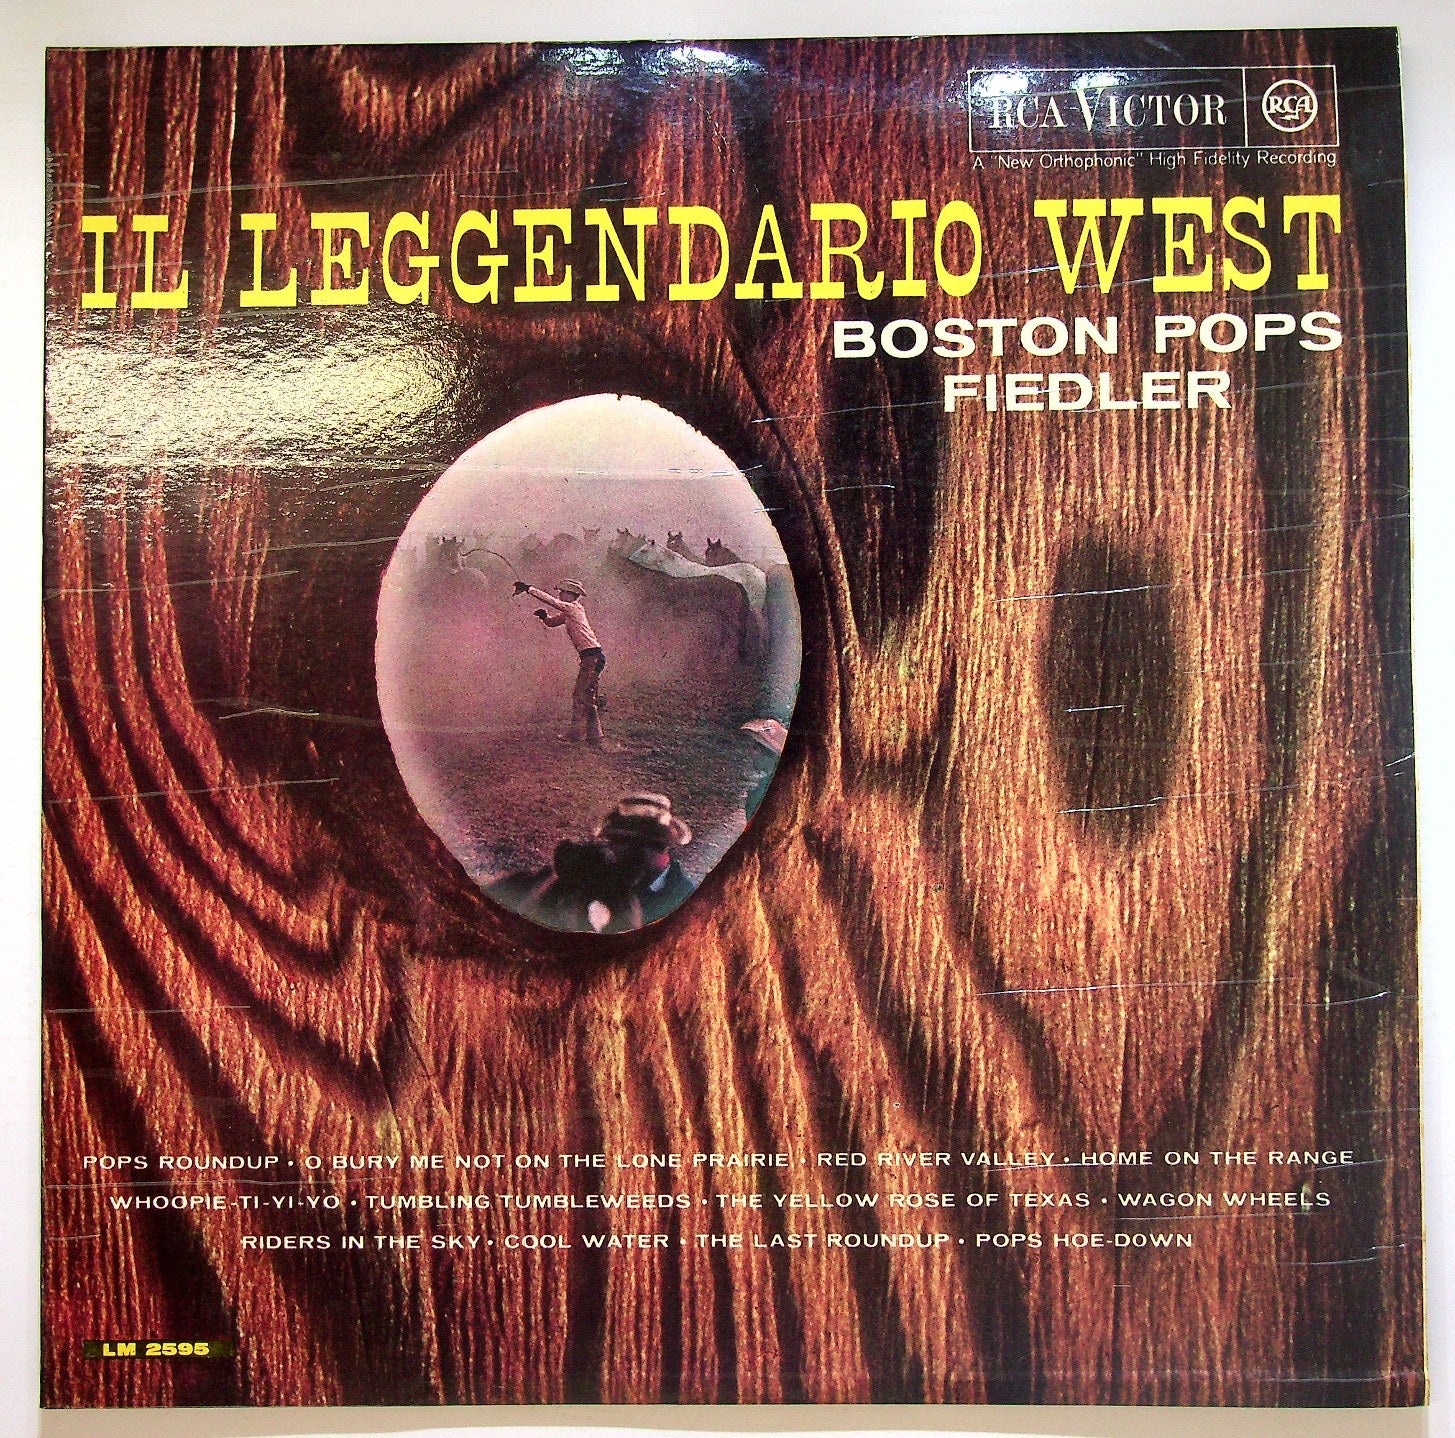 RCA VICTOR RCA
A "New Orthophonic" High Fidelity Recording
IL LEGGENDARIO WEST
BOSTON POPS
FIEDLER
POPS ROUNDUP • O BURY ME NOT ON THE LONE PRAIRIE • RED RIVER VALLEY • HOME ON THE RANGE
WHOOPIE-TI-YI-YO • TUMBLING TUMBLEWEEDS • THE YELLOW ROSE OF TEXAS • WAGON WHEELS
RIDERS IN THE SKY • COOL WATER • THE LAST ROUNDUP • POPS HOE-DOWN
LM 2595